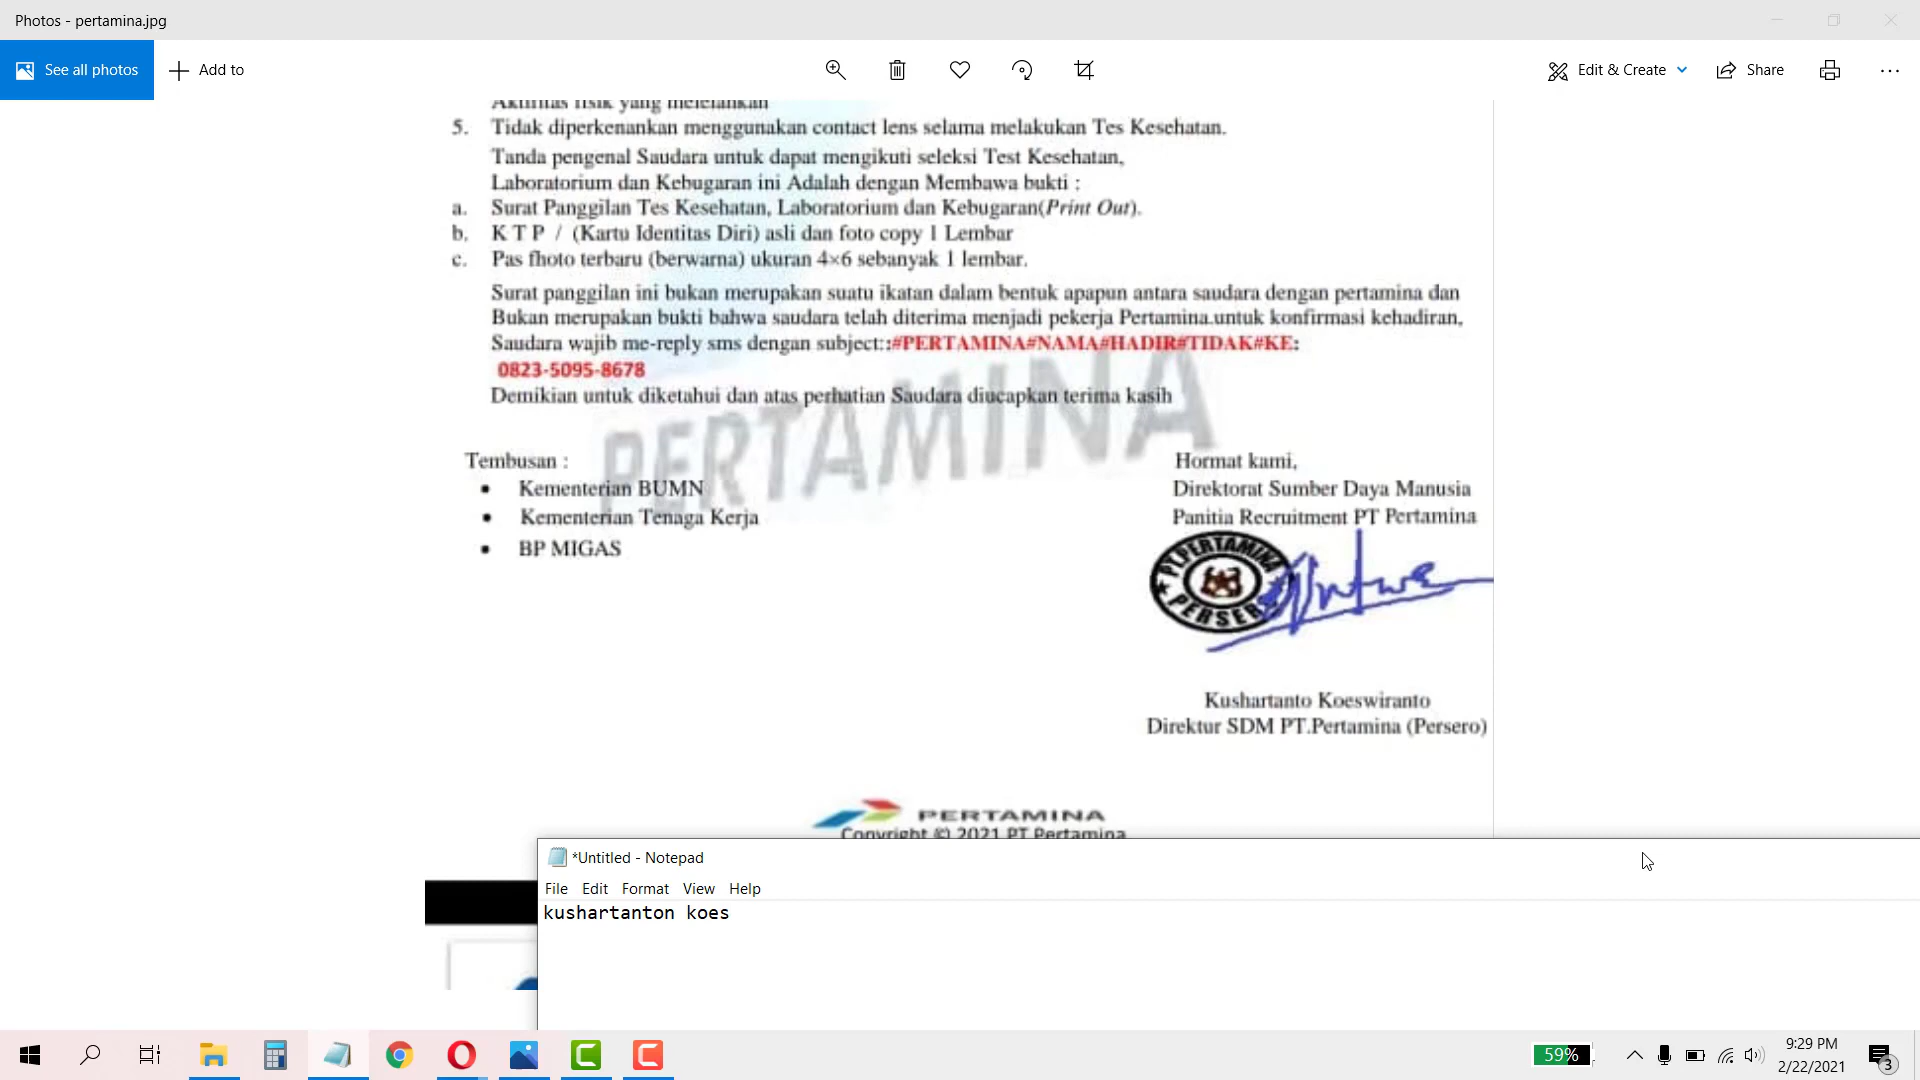 Photos - pertamina.jpg
See all photos
Add to
Edit & Create
Share
Aktifitas fisik yang melelahkan
5. Tidak diperkenankan menggunakan contact lens selama melakukan Tes Kesehatan.
Tanda pengenal Saudara untuk dapat mengikuti seleksi Test Kesehatan,
Laboratorium dan Kebugaran ini Adalah dengan Membawa bukti :
a. Surat Panggilan Tes Kesehatan, Laboratorium dan Kebugaran(Print Out).
b. K T P / (Kartu Identitas Diri) asli dan foto copy 1 Lembar
c. Pas fhoto terbaru (berwarna) ukuran 4×6 sebanyak 1 lembar.
Surat panggilan ini bukan merupakan suatu ikatan dalam bentuk apapun antara saudara dengan pertamina dan
Bukan merupakan bukti bahwa saudara telah diterima menjadi pekerja Pertamina.untuk konfirmasi kehadiran,
Saudara wajib me-reply sms dengan subject::#PERTAMINA#NAMA#HADIR#TIDAK#KE:
0823-5095-8678
Demikian untuk diketahui dan atas perhatian Saudara diucapkan terima kasih
PERTAMINA
Tembusan :
• Kementerian BUMN
• Kementerian Tenaga Kerja
• BP MIGAS
Hormat kami,
Direktorat Sumber Daya Manusia
Panitia Recruitment PT Pertamina
PT.PERTAMINA
PERSERO
Kushartanto Koeswiranto
Direktur SDM PT.Pertamina (Persero)
PERTAMINA
Copyright © 2021 PT Pertamina
*Untitled - Notepad
File Edit Format View Help
kushartanton koes
59%
9:29 PM
2/22/2021
3